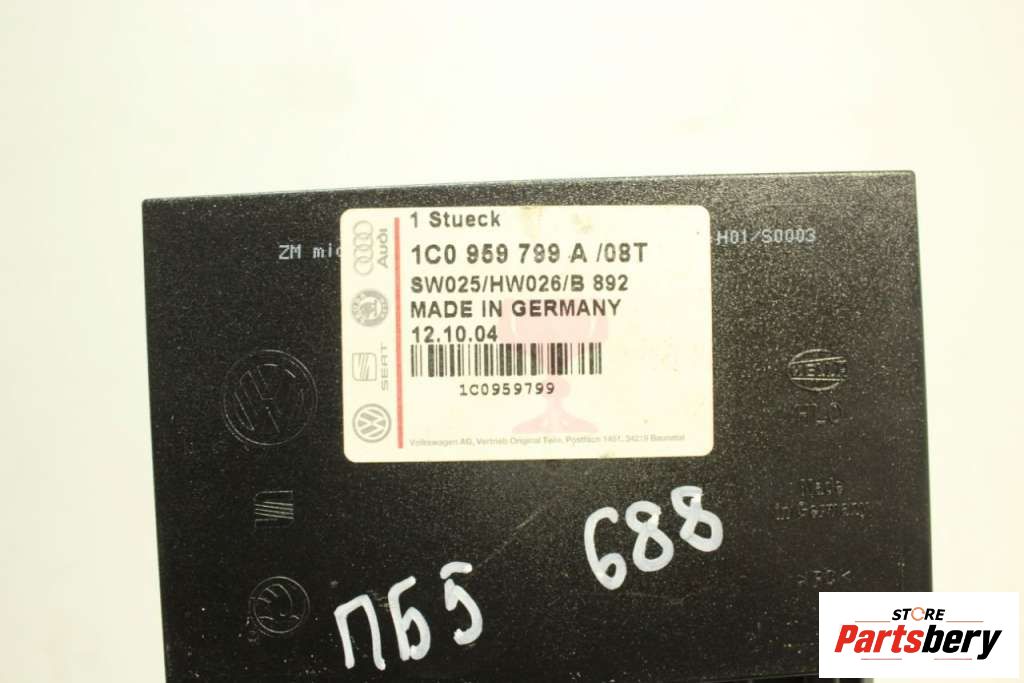 1 Stueck
ZM mic
H01/S0003
Audi
1C0 959 799 A /08T
SW025/HW026/B 892
MADE IN GERMANY
12.10.04
SEAT
1C0959799
Volkswagen AG, Vertrieb Original Teile, Postfach 1451, 34219 Baunatal
HELLA
Made
in Germany
>PC<
ПБ5 688
STORE
Partsbery